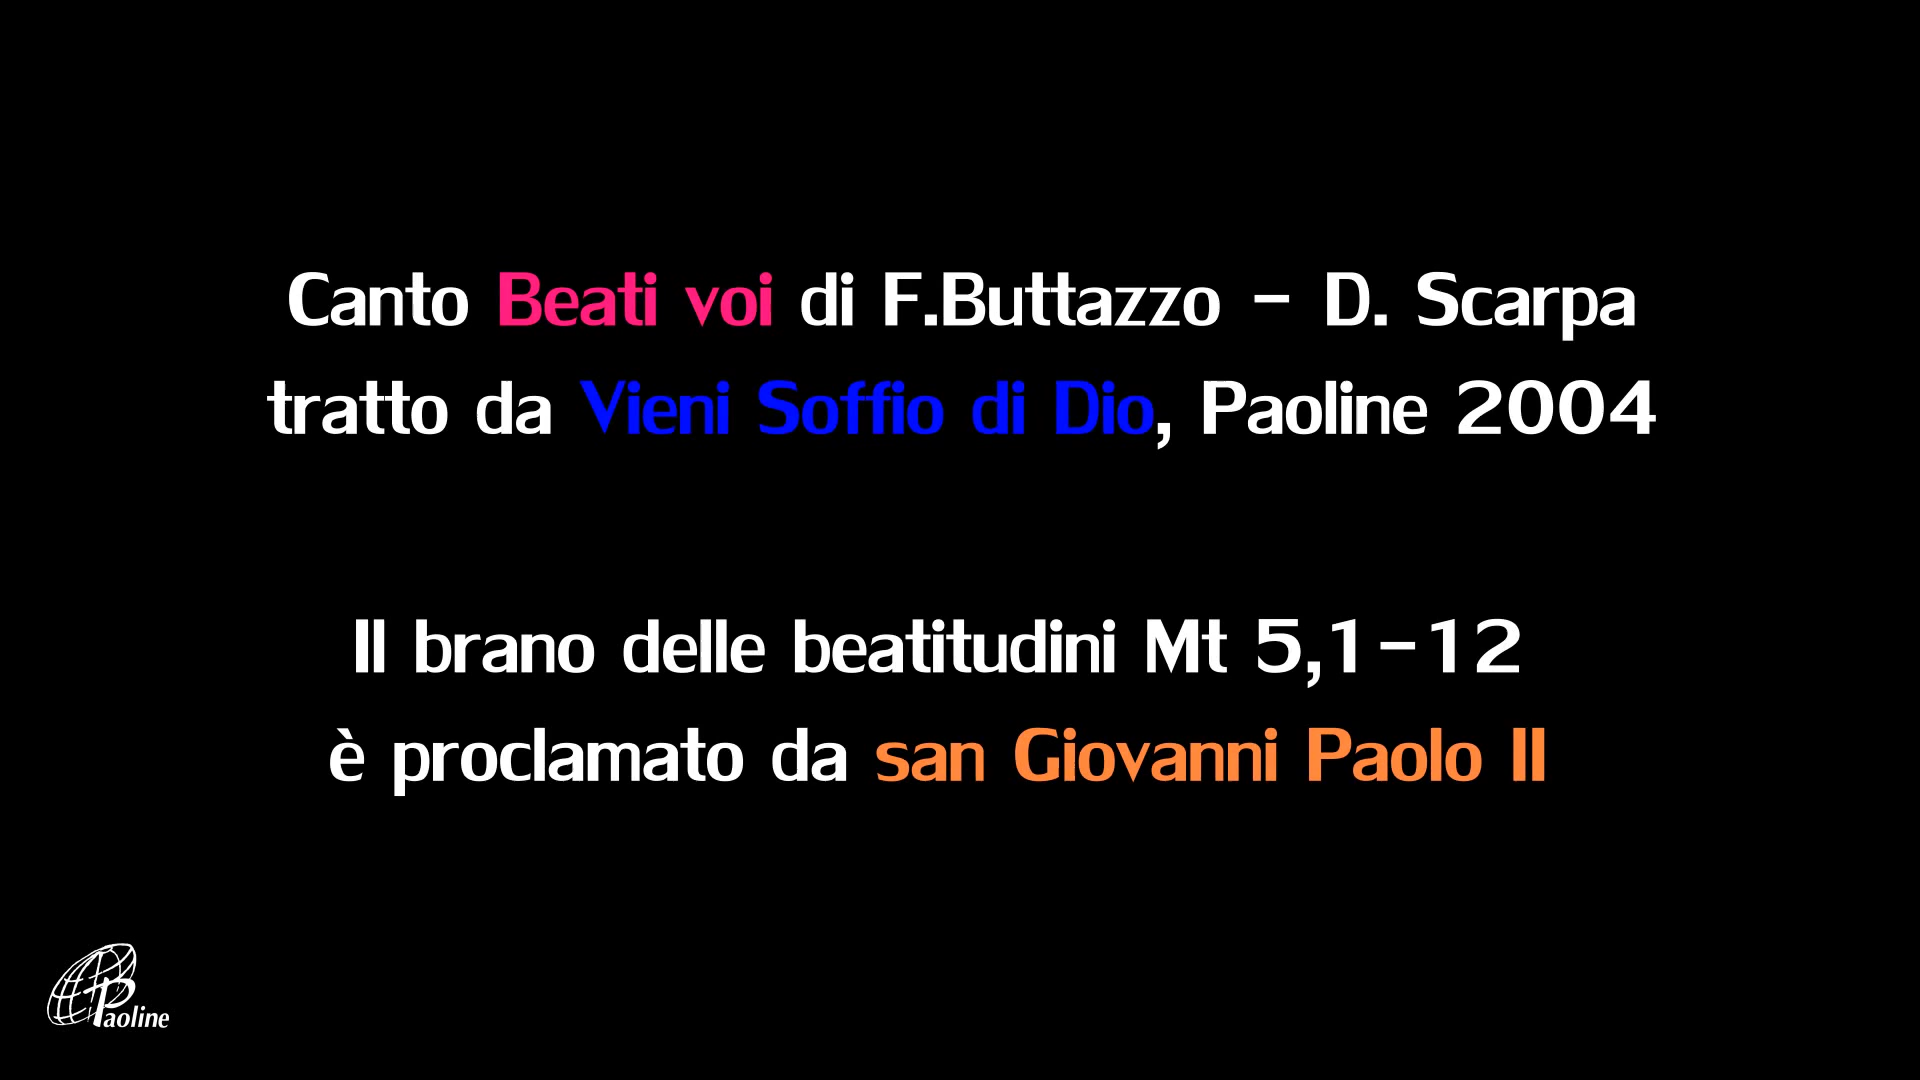 Canto Beati voi di F.Buttazzo - D. Scarpa
tratto da Vieni Soffio di Dio, Paoline 2004
Il brano delle beatitudini Mt 5,1-12
è proclamato da san Giovanni Paolo II
Paoline